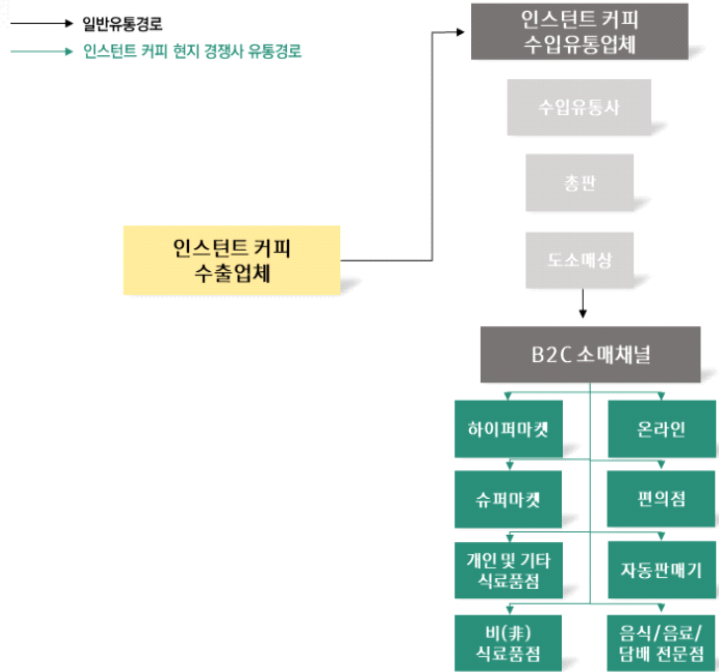 일반유통경로
인스턴트 커피 현지 경쟁사 유통경로
인스턴트 커피
수입유통업체
수입유통사
총판
도소매상
인스턴트 커피
수출업체
B2C 소매채널
하이퍼마켓
온라인
슈퍼마켓
편의점
개인 및 기타
식료품점
자동판매기
비(非)
식료품점
음식/음료/
담배 전문점